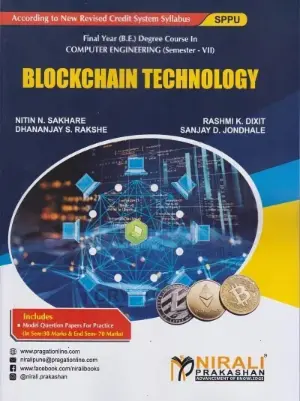 According to New Revised Credit System Syllabus SPPU
Final Year (B.E.) Degree Course In
COMPUTER ENGINEERING (Semester - VII)
BLOCKCHAIN TECHNOLOGY
NITIN N. SAKHARE RASHMI K. DIXIT
DHANANJAY S. RAKSHE SANJAY D. JONDHALE
Includes
• Model Question Papers For Practice
(In Sem-30 Marks & End Sem- 70 Marks)
www.pragationline.com
niralipune@pragationline.com
www.facebook.com/niralibooks
@nirali.prakashan
NIRALI
PRAKASHAN
ADVANCEMENT OF KNOWLEDGE